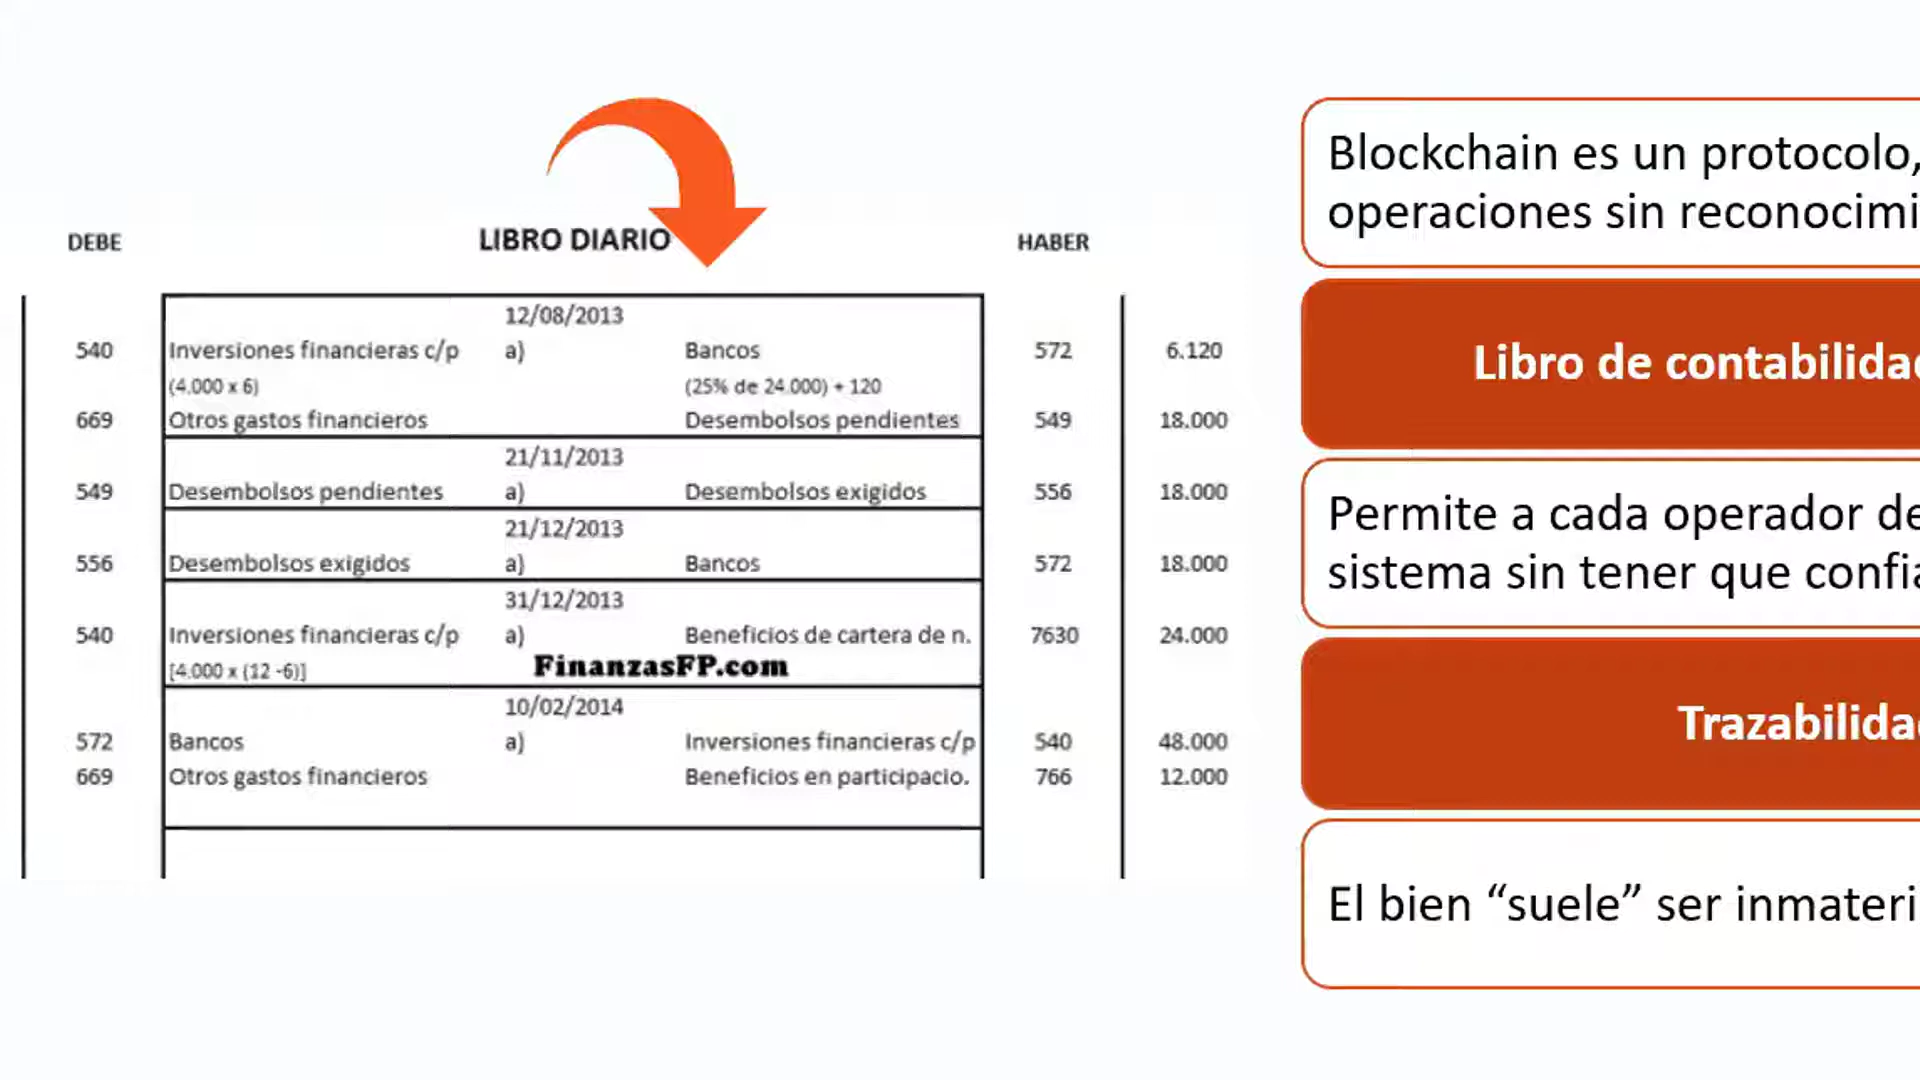 DEBE LIBRO DIARIO HABER
12/08/2013
540 Inversiones financieras c/p a) Bancos 572 6.120
(4.000 x 6) (25% de 24.000) + 120
669 Otros gastos financieros Desembolsos pendientes 549 18.000
21/11/2013
549 Desembolsos pendientes a) Desembolsos exigidos 556 18.000
21/12/2013
556 Desembolsos exigidos a) Bancos 572 18.000
31/12/2013
540 Inversiones financieras c/p a) Beneficios de cartera de n. 7630 24.000
[4.000 x (12 -6)] FinanzasFP.com
10/02/2014
572 Bancos a) Inversiones financieras c/p 540 48.000
669 Otros gastos financieros Beneficios en participacio. 766 12.000
Blockchain es un protocolo,
operaciones sin reconocimi
Libro de contabilida
Permite a cada operador de
sistema sin tener que confia
Trazabilida
El bien “suele” ser inmateri